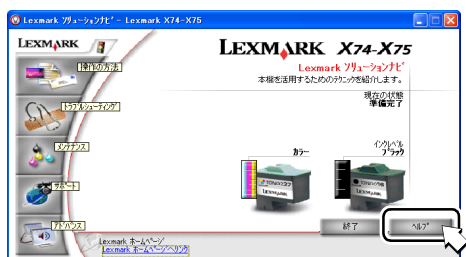 Lexmark ソリューションナビ - Lexmark X74-X75
LEXMARK
LEXMARK X74-X75
Lexmark ソリューションナビ
本機を活用するためのテクニックを紹介します。
現在の状態
準備完了
操作の方法
トラブルシューティング
メンテナンス
サポート
アドバンス
カラー
インクレベル
ブラック
終了
ヘルプ
Lexmark ホームページ
Lexmark ホームページへリンク